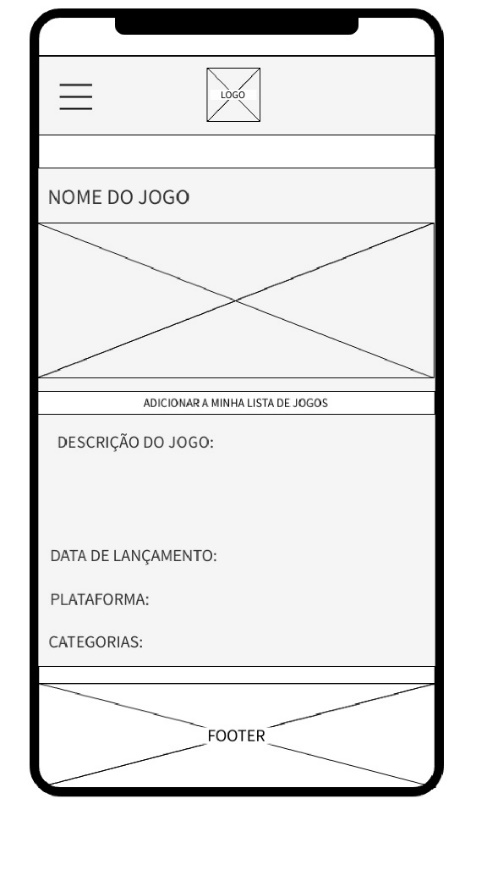 LOGO
NOME DO JOGO
ADICIONAR A MINHA LISTA DE JOGOS
DESCRIÇÃO DO JOGO:
DATA DE LANÇAMENTO:
PLATAFORMA:
CATEGORIAS:
FOOTER